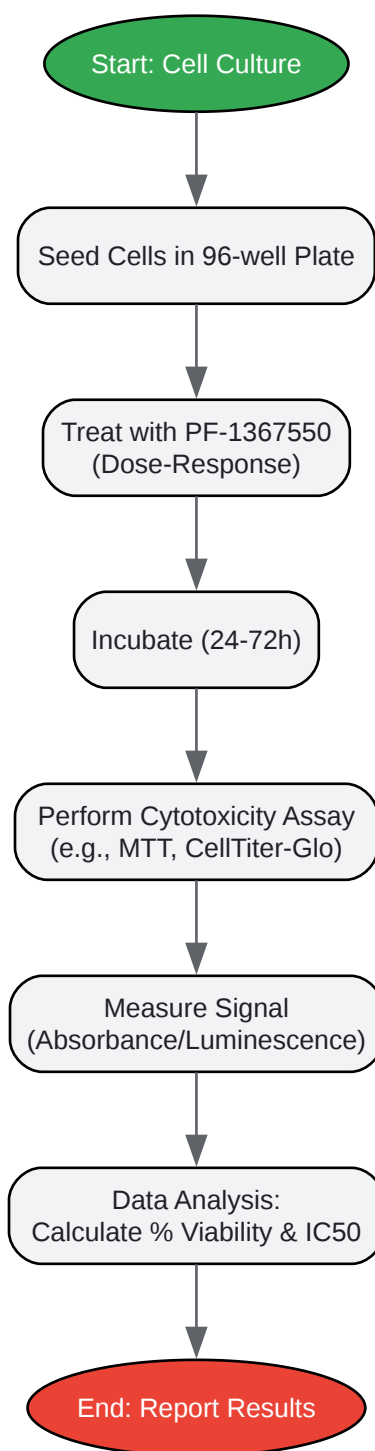 Start: Cell Culture
Seed Cells in 96-well Plate
Treat with PF-1367550
(Dose-Response)
Incubate (24-72h)
Perform Cytotoxicity Assay
(e.g., MTT, CellTiter-Glo)
Measure Signal
(Absorbance/Luminescence)
Data Analysis:
Calculate % Viability & IC50
End: Report Results